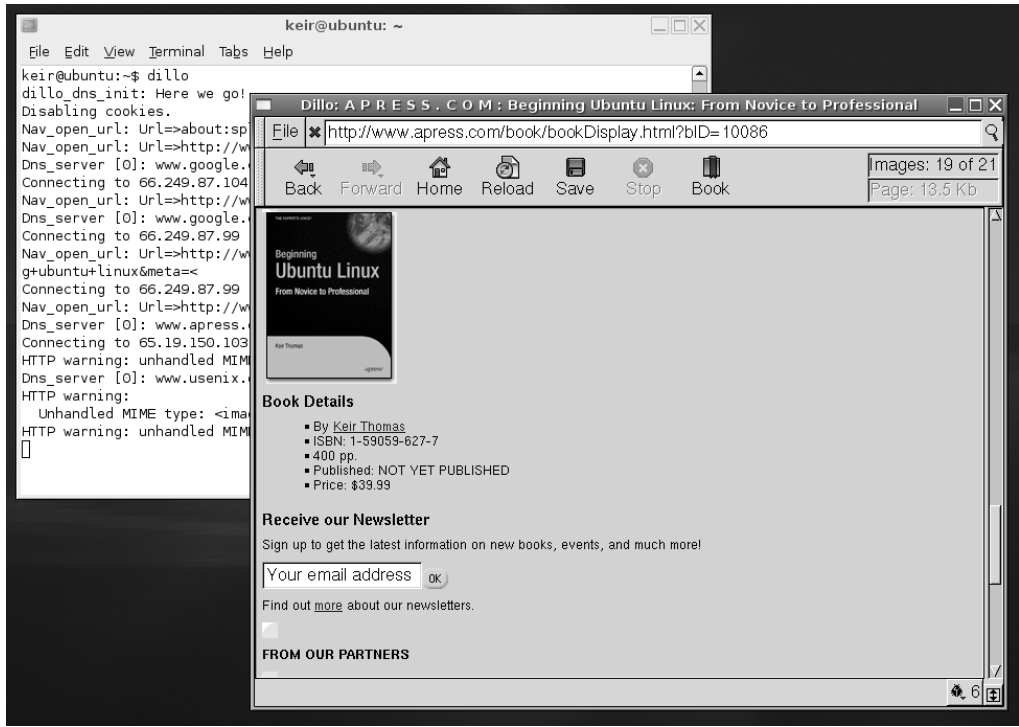 keir@ubuntu: ~
File Edit View Terminal Tabs Help
keir@ubuntu:~$ dillo
dillo_dns_init: Here we go!
Disabling cookies.
Nav_open_url: Url=>about:spl
Nav_open_url: Url=>http://w
Dns_server [0]: www.google.
Connecting to 66.249.87.104
Nav_open_url: Url=>http://w
Dns_server [0]: www.google.
Connecting to 66.249.87.99
Nav_open_url: Url=>http://w
g+ubuntu+linux&meta=<
Connecting to 66.249.87.99
Nav_open_url: Url=>http://w
Dns_server [0]: www.apress.
Connecting to 65.19.150.103
HTTP warning: unhandled MIM
Dns_server [0]: www.usenix.
HTTP warning:
Unhandled MIME type: <ima
HTTP warning: unhandled MIM
Dillo: A P R E S S . C O M : Beginning Ubuntu Linux: From Novice to Professional
File http://www.apress.com/book/bookDisplay.html?bID=10086
Back Forward Home Reload Save Stop Book
Images: 19 of 21
Page: 13.5 Kb
THE EXPERT'S VOICE
Beginning
Ubuntu Linux
From Novice to Professional
Keir Thomas
Apress
Book Details
By Keir Thomas
ISBN: 1-59059-627-7
400 pp.
Published: NOT YET PUBLISHED
Price: $39.99
Receive our Newsletter
Sign up to get the latest information on new books, events, and much more!
Your email address OK
Find out more about our newsletters.
FROM OUR PARTNERS
6